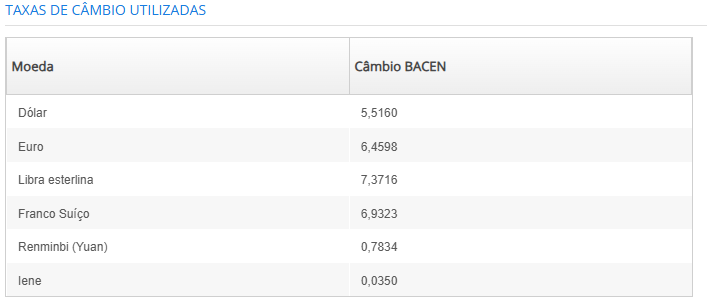 TAXAS DE CÂMBIO UTILIZADAS
Moeda Câmbio BACEN
Dólar 5,5160
Euro 6,4598
Libra esterlina 7,3716
Franco Suíço 6,9323
Renminbi (Yuan) 0,7834
Iene 0,0350